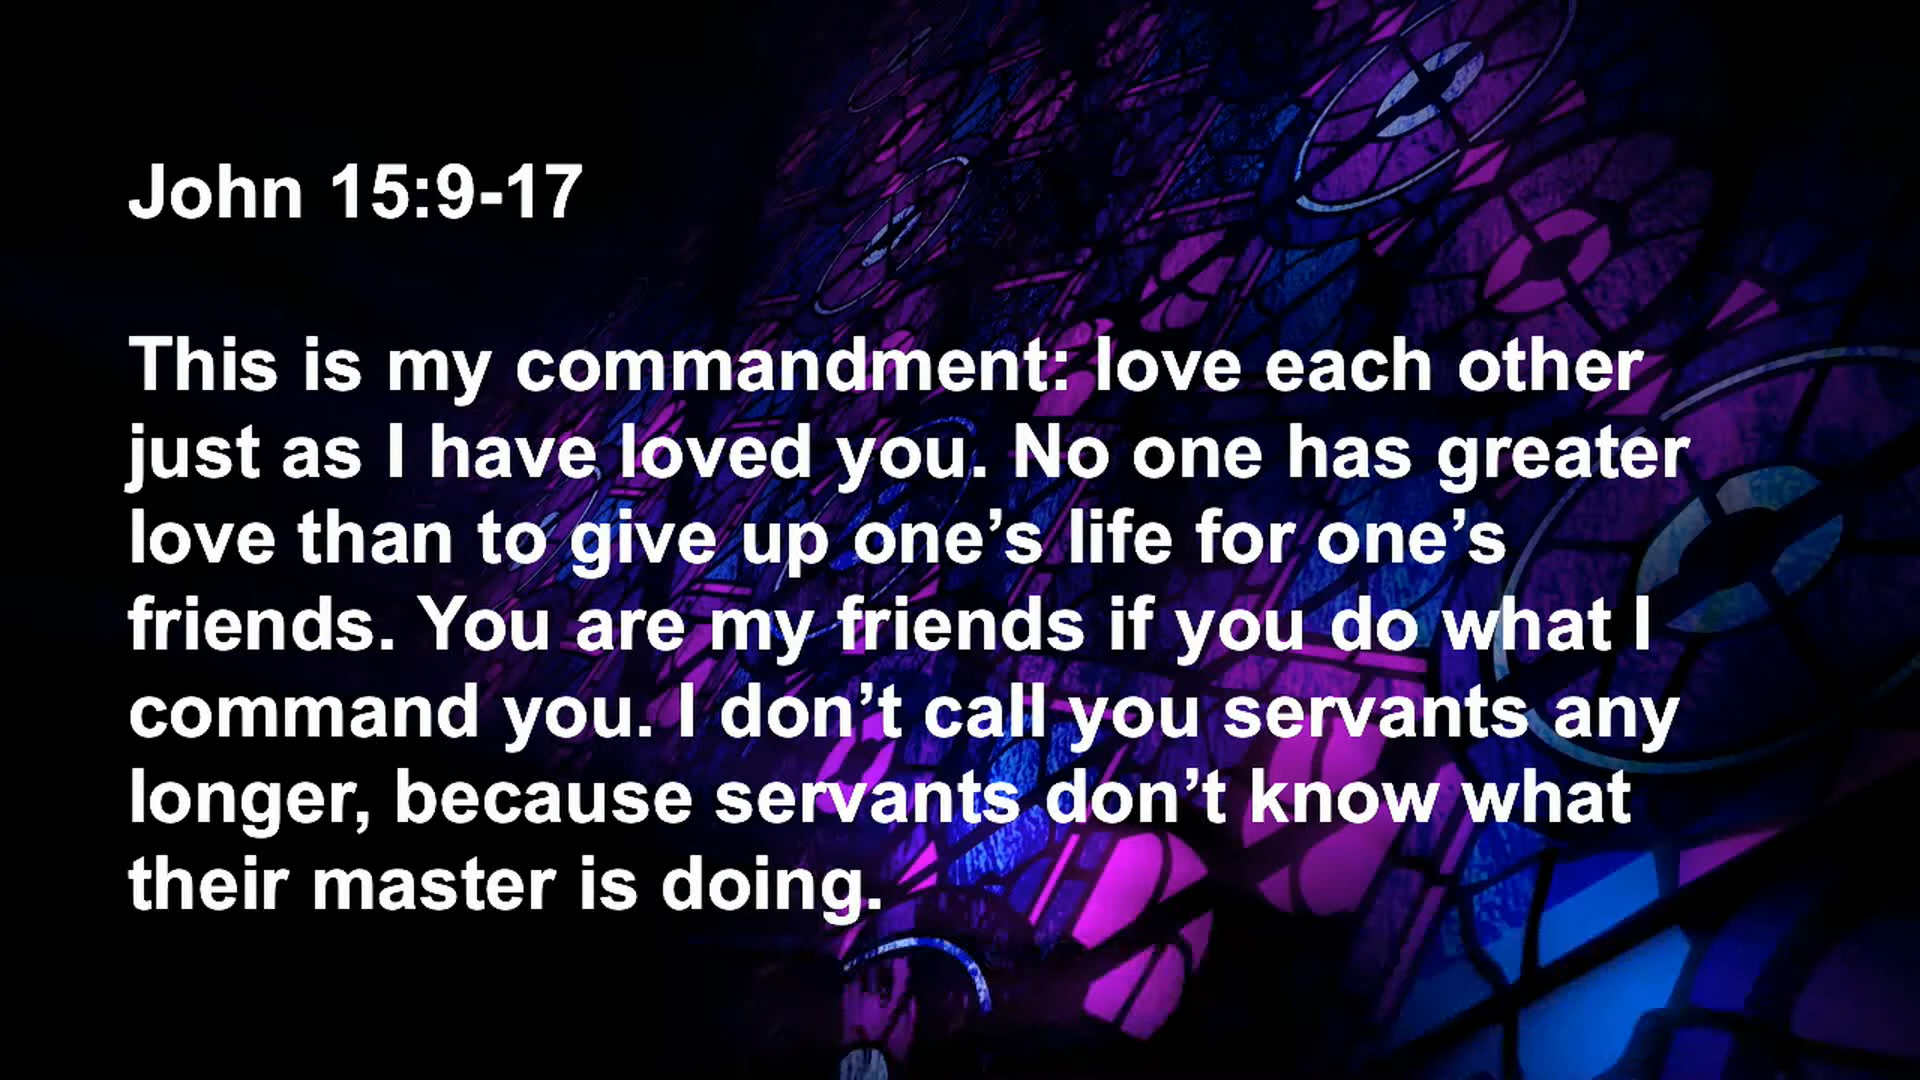 John 15:9-17
This is my commandment: love each other
just as I have loved you. No one has greater
love than to give up one’s life for one’s
friends. You are my friends if you do what I
command you. I don’t call you servants any
longer, because servants don’t know what
their master is doing.